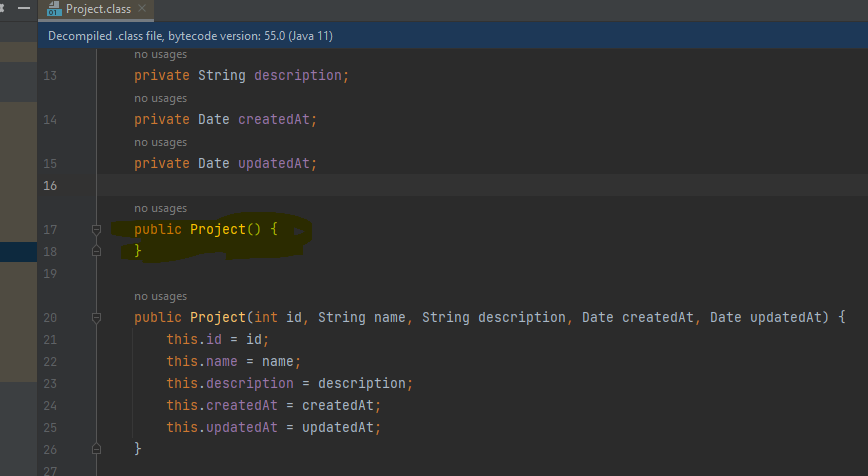 Project.class
Decompiled .class file, bytecode version: 55.0 (Java 11)
no usages
13 private String description;
no usages
14 private Date createdAt;
no usages
15 private Date updatedAt;
16
no usages
17 public Project() {
18 }
19
no usages
20 public Project(int id, String name, String description, Date createdAt, Date updatedAt) {
21 this.id = id;
22 this.name = name;
23 this.description = description;
24 this.createdAt = createdAt;
25 this.updatedAt = updatedAt;
26 }
27